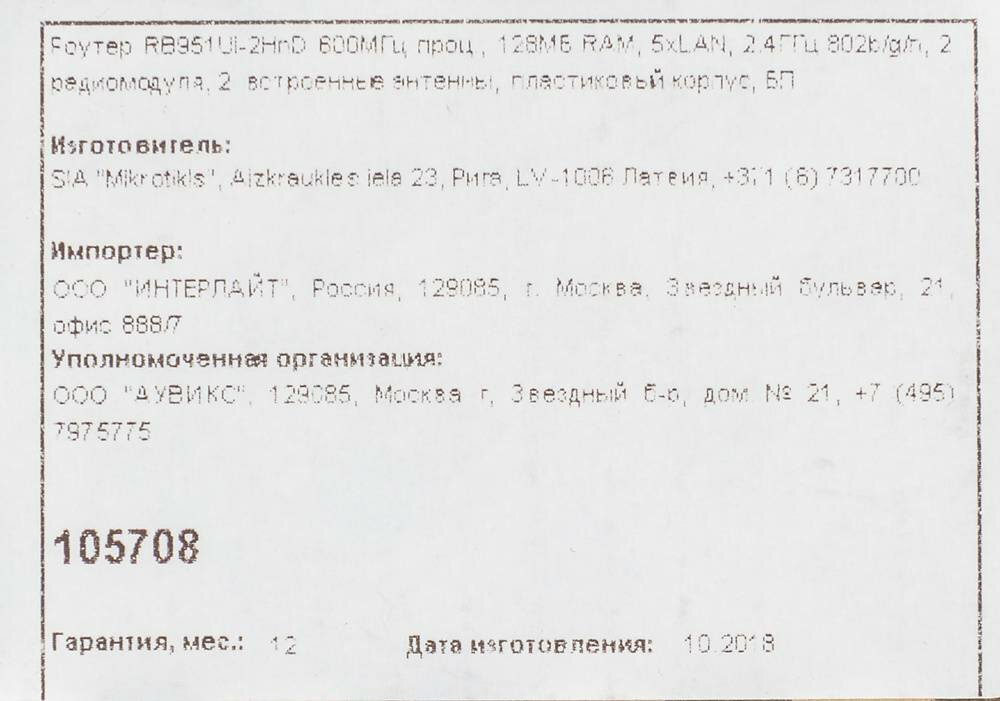 Роутер RB951Ui-2HnD 600МГц проц., 128МБ RAM, 5xLAN, 2.4ГГц 802b/g/n, 2
радиомодуля, 2 встроенные антенны, пластиковый корпус, БП
Изготовитель:
SIA "Mikrotikls", Aizkraukles iela 23, Рига, LV-1006 Латвия, +371 (6) 7317700
Импортер:
ООО "ИНТЕРЛАЙТ", Россия, 129085, г. Москва, Звездный бульвар, 21,
офис 888/7
Уполномоченная организация:
ООО "АУВИКС", 129085, Москва г, Звездный б-р, дом № 21, +7 (495)
7975775
105708
Гарантия, мес.: 12 Дата изготовления: 10.2018